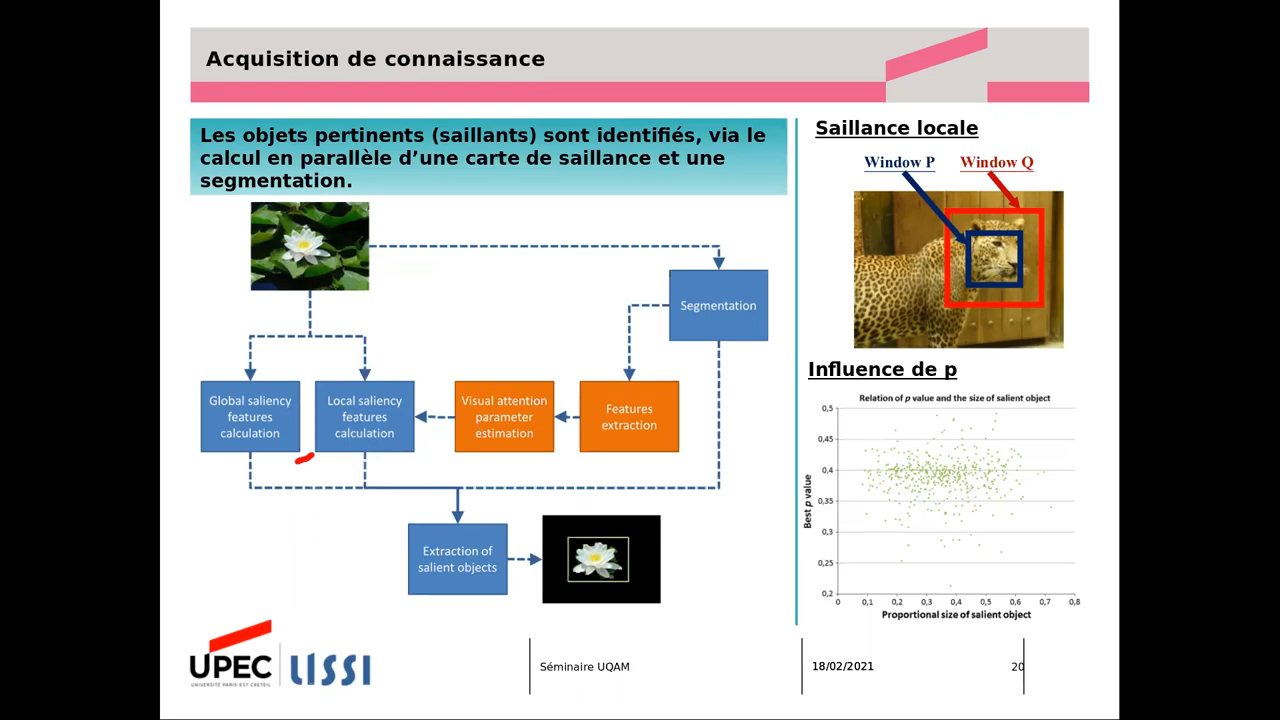 Acquisition de connaissance
Les objets pertinents (saillants) sont identifiés, via le
calcul en parallèle d’une carte de saillance et une
segmentation.
Segmentation
Global saliency
features
calculation
Local saliency
features
calculation
Visual attention
parameter
estimation
Features
extraction
Extraction of
salient objects
Saillance locale
Window P
Window Q
Influence de p
Relation of p value and the size of salient object
Best p value
0,5
0,45
0,4
0,35
0,3
0,25
0,2
0
0,1
0,2
0,3
0,4
0,5
0,6
0,7
0,8
Proportional size of salient object
UPEC
UNIVERSITÉ PARIS-EST CRÉTEIL
LISSI
Séminaire UQAM
18/02/2021
20